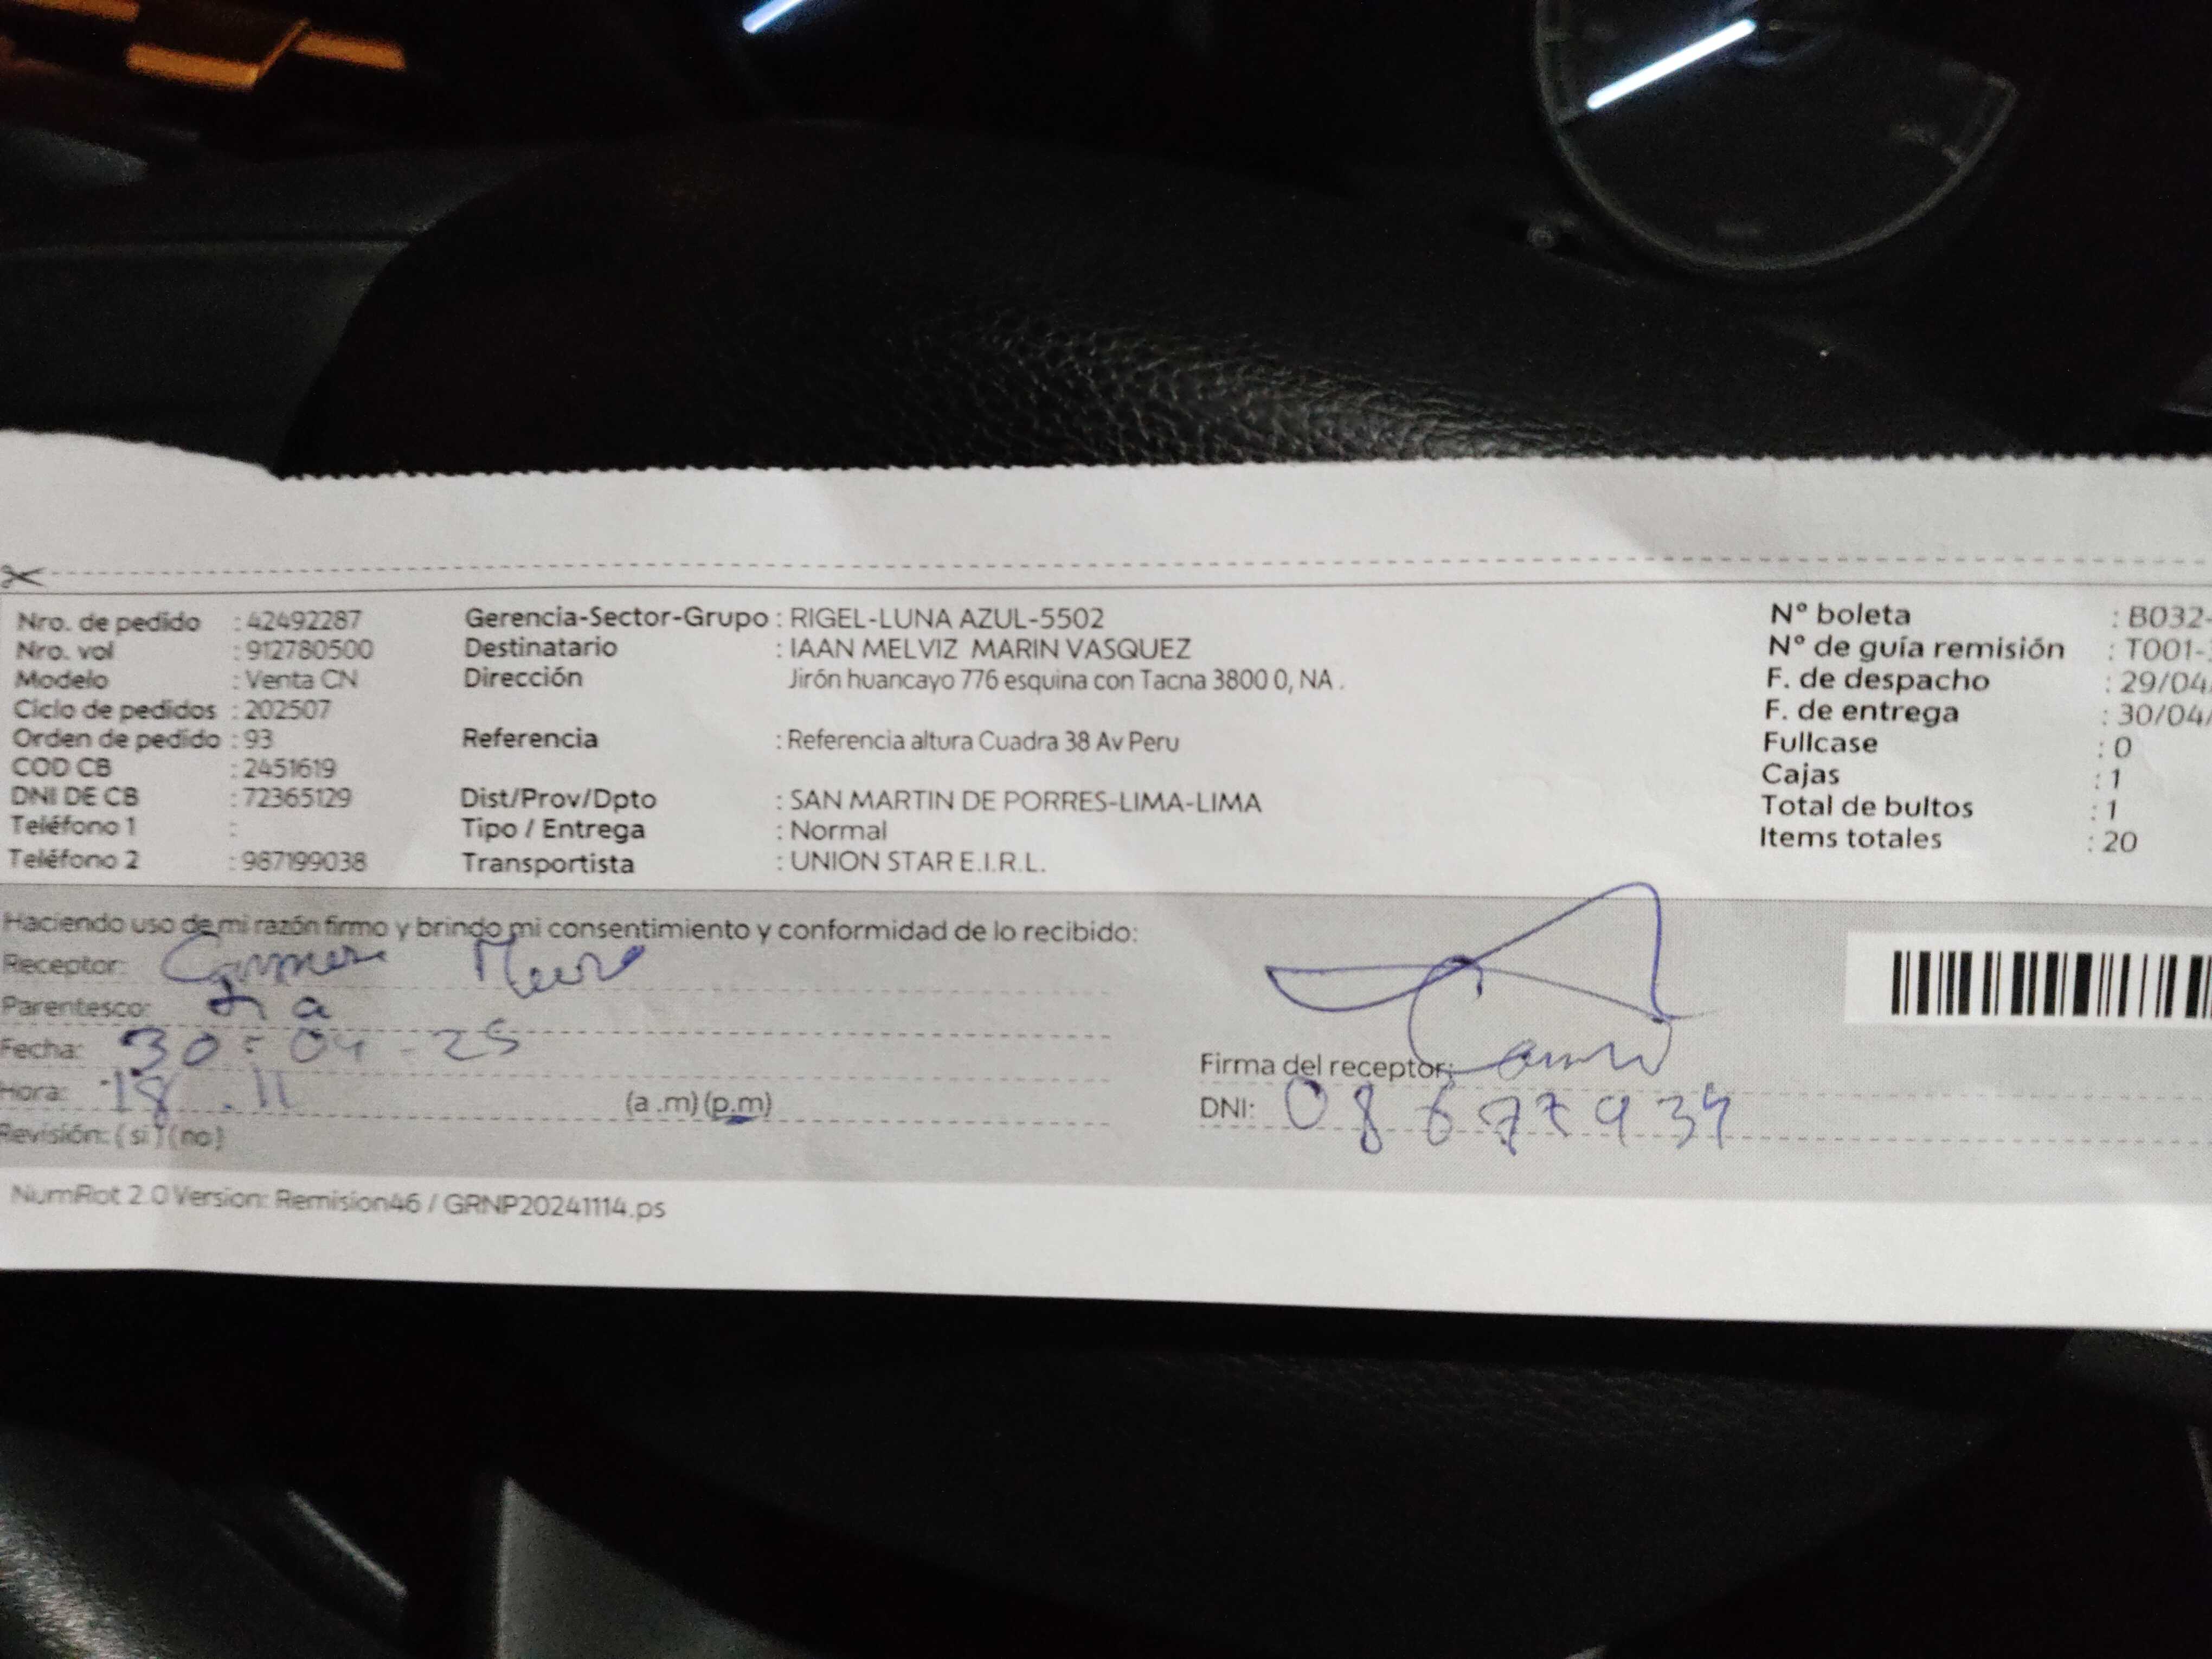 Nro. de pedido : 42492287 Gerencia-Sector-Grupo : RIGEL-LUNA AZUL-5502 N° boleta : B032-
Nro. vol : 912780500 Destinatario : IAAN MELVIZ MARIN VASQUEZ N° de guía remisión : T001-
Modelo : Venta CN Dirección Jirón huancayo 776 esquina con Tacna 3800 0, NA . F. de despacho : 29/04/
Ciclo de pedidos : 202507 F. de entrega : 30/04/
Orden de pedido : 93 Referencia : Referencia altura Cuadra 38 Av Peru Fullcase : 0
COD CB : 2451619 Cajas : 1
DNI DE CB : 72365129 Dist/Prov/Dpto : SAN MARTIN DE PORRES-LIMA-LIMA Total de bultos : 1
Teléfono 1 : Tipo / Entrega : Normal Items totales : 20
Teléfono 2 : 987199038 Transportista : UNION STAR E.I.R.L.
Haciendo uso de mi razón firmo y brindo mi consentimiento y conformidad de lo recibido:
Receptor:
Parentesco: tia
Fecha: 30-04-25
Hora: 18.11 (a .m) (p.m)
Firma del receptor:
DNI: 08677934
Revisión: (si) (no)
NumRot 2.0 Version: Remision46 / GRNP20241114.ps